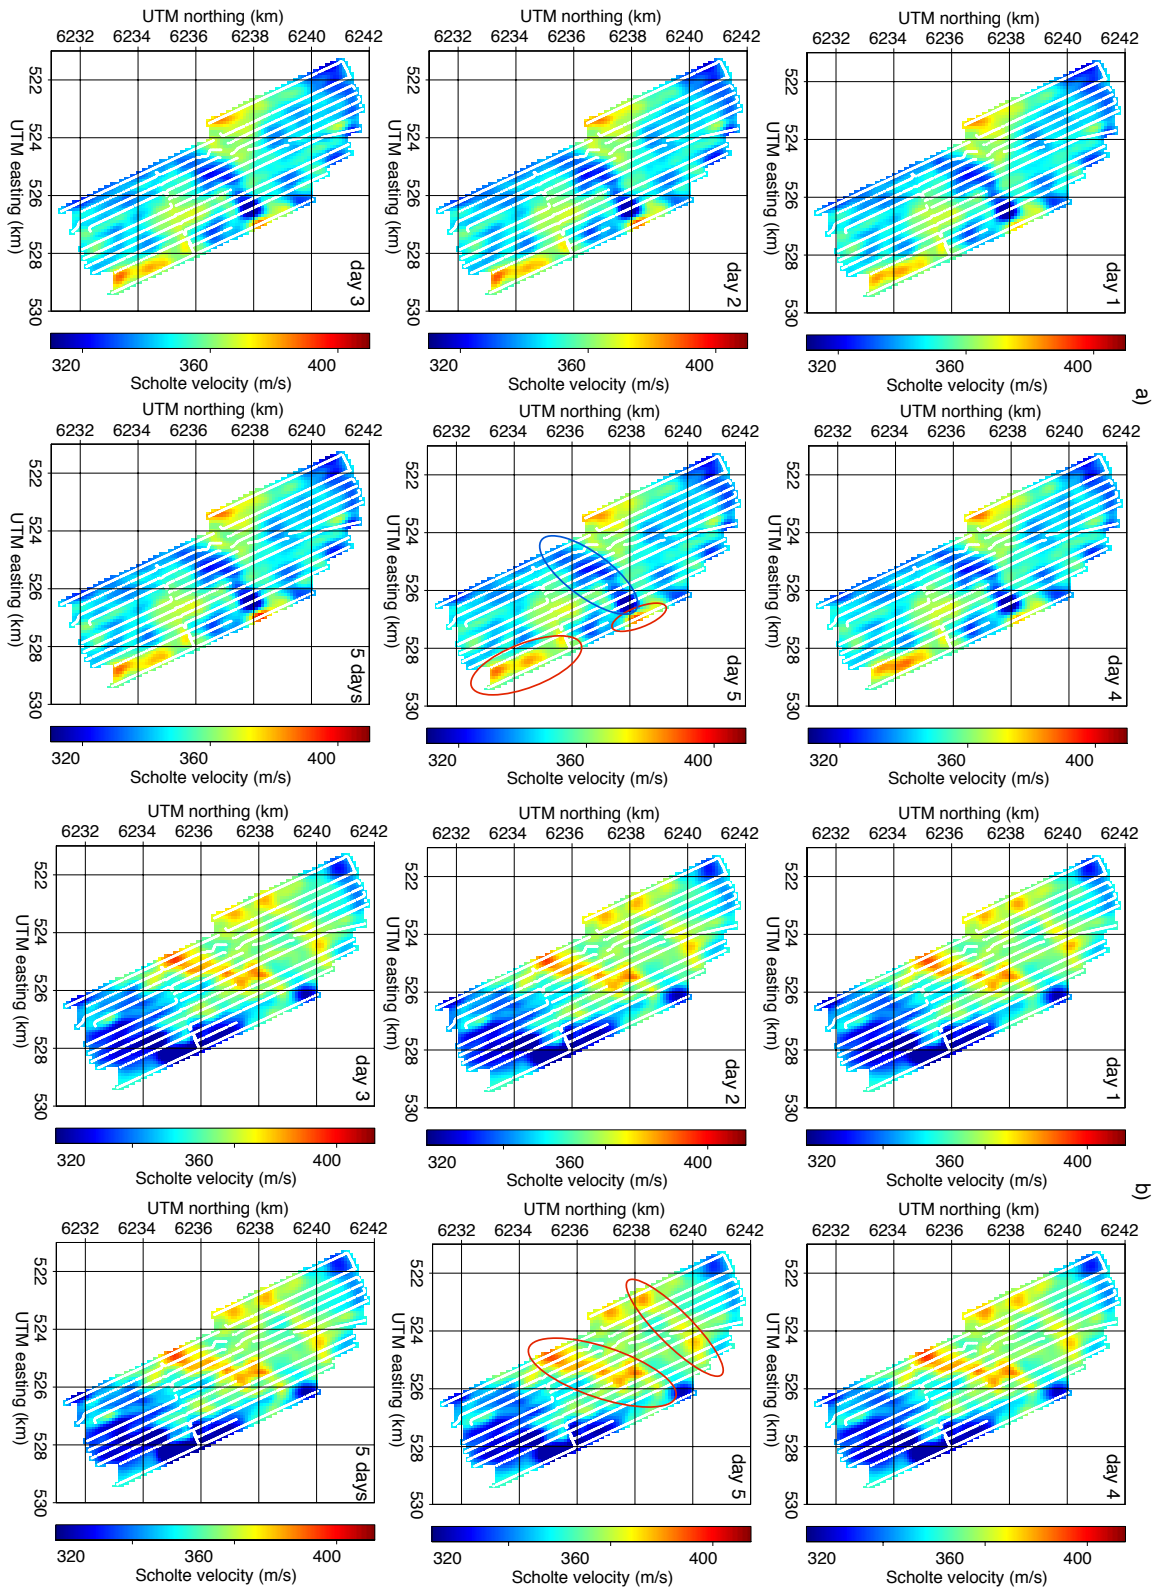 a)
UTM northing (km)
6232 6234 6236 6238 6240 6242
522 524 526 528 530
UTM easting (km)
day 1
320 360 400
Scholte velocity (m/s)
UTM northing (km)
6232 6234 6236 6238 6240 6242
522 524 526 528 530
UTM easting (km)
day 2
320 360 400
Scholte velocity (m/s)
UTM northing (km)
6232 6234 6236 6238 6240 6242
522 524 526 528 530
UTM easting (km)
day 3
320 360 400
Scholte velocity (m/s)
UTM northing (km)
6232 6234 6236 6238 6240 6242
522 524 526 528 530
UTM easting (km)
day 4
320 360 400
Scholte velocity (m/s)
UTM northing (km)
6232 6234 6236 6238 6240 6242
522 524 526 528 530
UTM easting (km)
day 5
320 360 400
Scholte velocity (m/s)
UTM northing (km)
6232 6234 6236 6238 6240 6242
522 524 526 528 530
UTM easting (km)
5 days
320 360 400
Scholte velocity (m/s)
b)
UTM northing (km)
6232 6234 6236 6238 6240 6242
522 524 526 528 530
UTM easting (km)
day 1
320 360 400
Scholte velocity (m/s)
UTM northing (km)
6232 6234 6236 6238 6240 6242
522 524 526 528 530
UTM easting (km)
day 2
320 360 400
Scholte velocity (m/s)
UTM northing (km)
6232 6234 6236 6238 6240 6242
522 524 526 528 530
UTM easting (km)
day 3
320 360 400
Scholte velocity (m/s)
UTM northing (km)
6232 6234 6236 6238 6240 6242
522 524 526 528 530
UTM easting (km)
day 4
320 360 400
Scholte velocity (m/s)
UTM northing (km)
6232 6234 6236 6238 6240 6242
522 524 526 528 530
UTM easting (km)
day 5
320 360 400
Scholte velocity (m/s)
UTM northing (km)
6232 6234 6236 6238 6240 6242
522 524 526 528 530
UTM easting (km)
5 days
320 360 400
Scholte velocity (m/s)